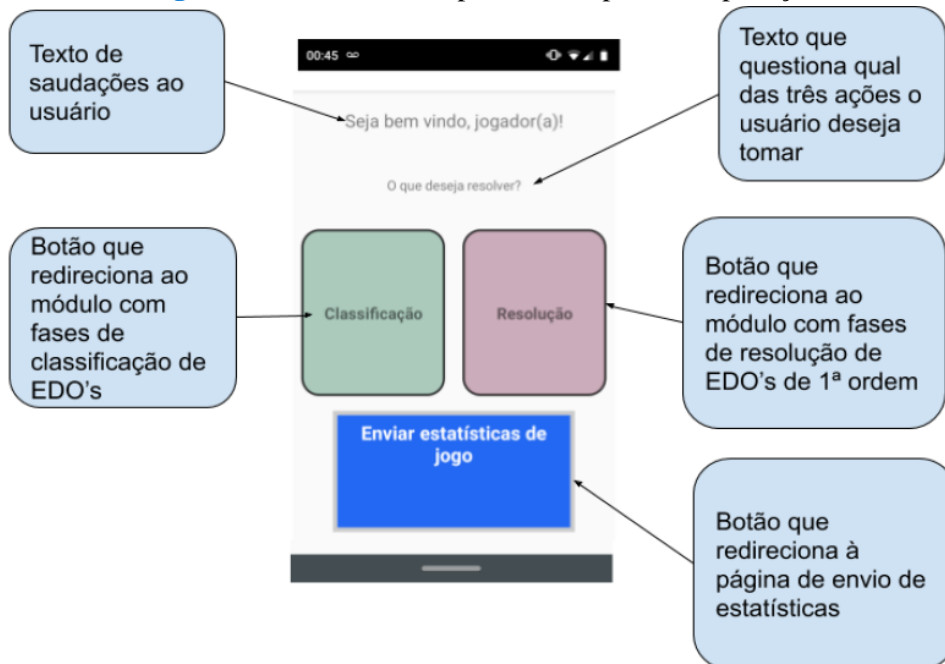 Texto de
saudações ao
usuário
Texto que
questiona qual
das três ações o
usuário deseja
tomar
00:45
Seja bem vindo, jogador(a)!
O que deseja resolver?
Botão que
redireciona ao
módulo com
fases de
classificação de
EDO's
Classificação
Resolução
Botão que
redireciona ao
módulo com fases
de resolução de
EDO's de 1ª ordem
Enviar estatísticas de
jogo
Botão que
redireciona à
página de envio de
estatísticas